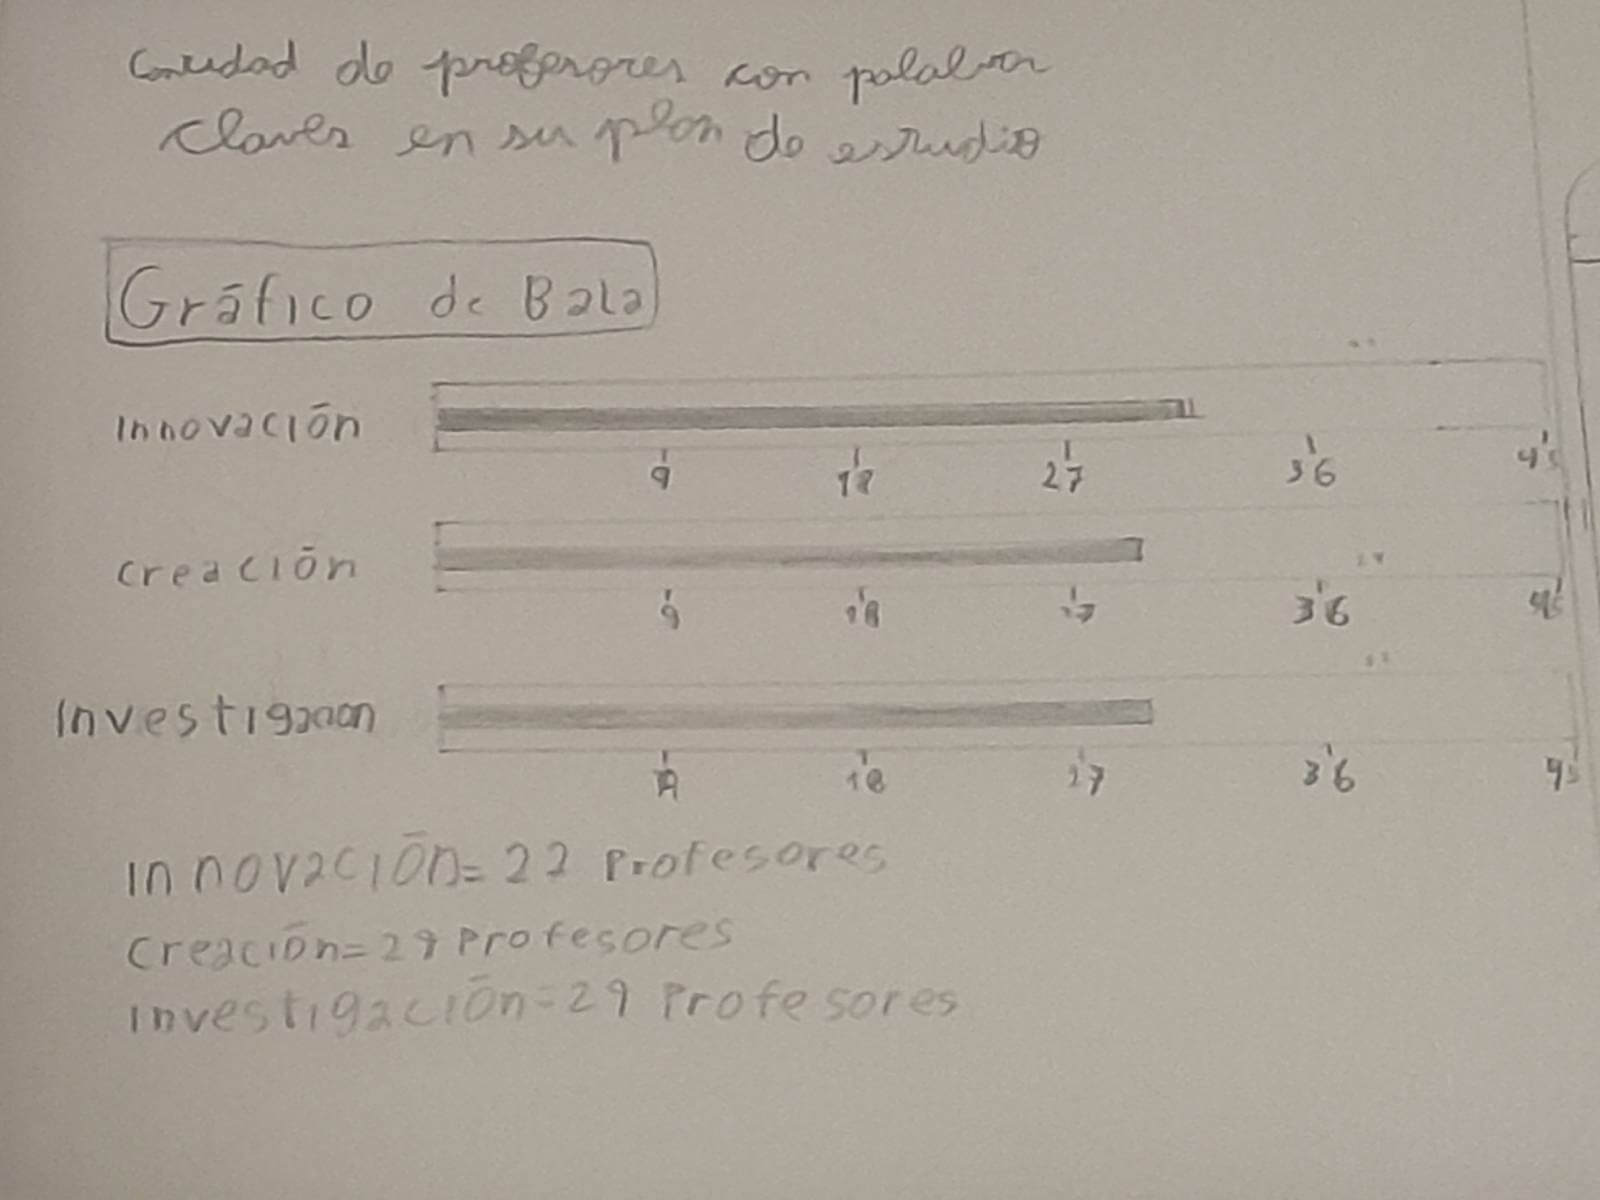 Cantidad de profesores con palabra
claves en su plan de estudio
Gráfico de Bala
Innovación
9 18 27 36 45
Creación
9 18 27 36 45
Investigación
9 18 27 36 45
Innovación= 22 Profesores
Creación= 29 Profesores
Investigación= 29 Profesores